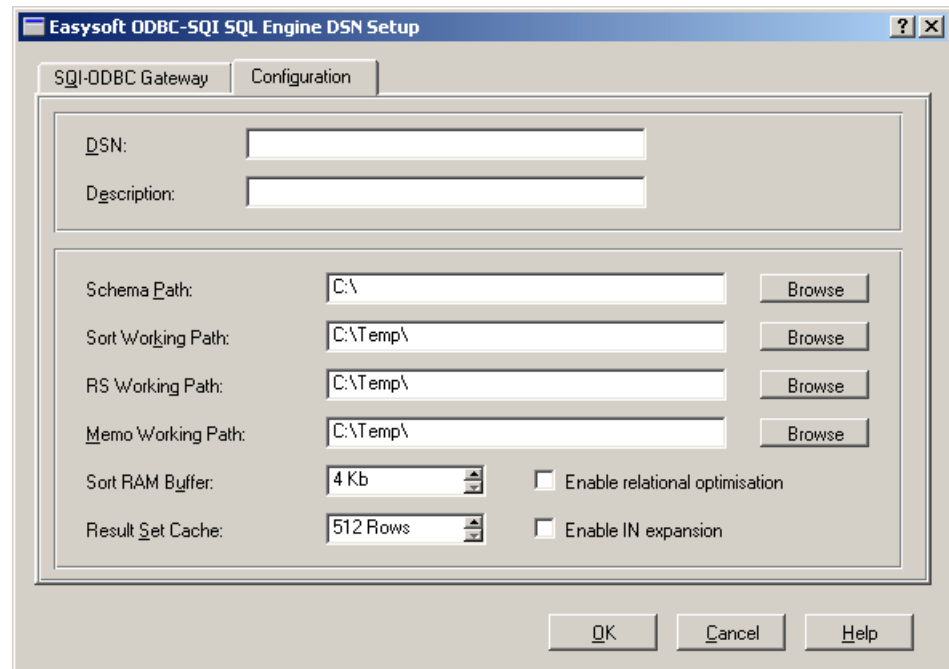 Easysoft ODBC-SQI SQL Engine DSN Setup
SQI-ODBC Gateway Configuration
DSN:
Description:
Schema Path: C:\ Browse
Sort Working Path: C:\Temp\ Browse
RS Working Path: C:\Temp\ Browse
Memo Working Path: C:\Temp\ Browse
Sort RAM Buffer: 4 Kb Enable relational optimisation
Result Set Cache: 512 Rows Enable IN expansion
OK Cancel Help